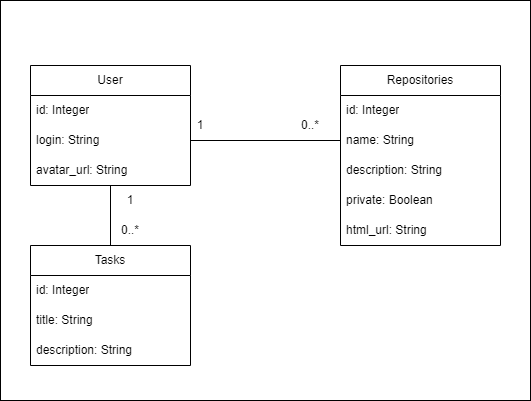 User
id: Integer
login: String
avatar_url: String
1
0..*
Repositories
id: Integer
name: String
description: String
private: Boolean
html_url: String
1
0..*
Tasks
id: Integer
title: String
description: String